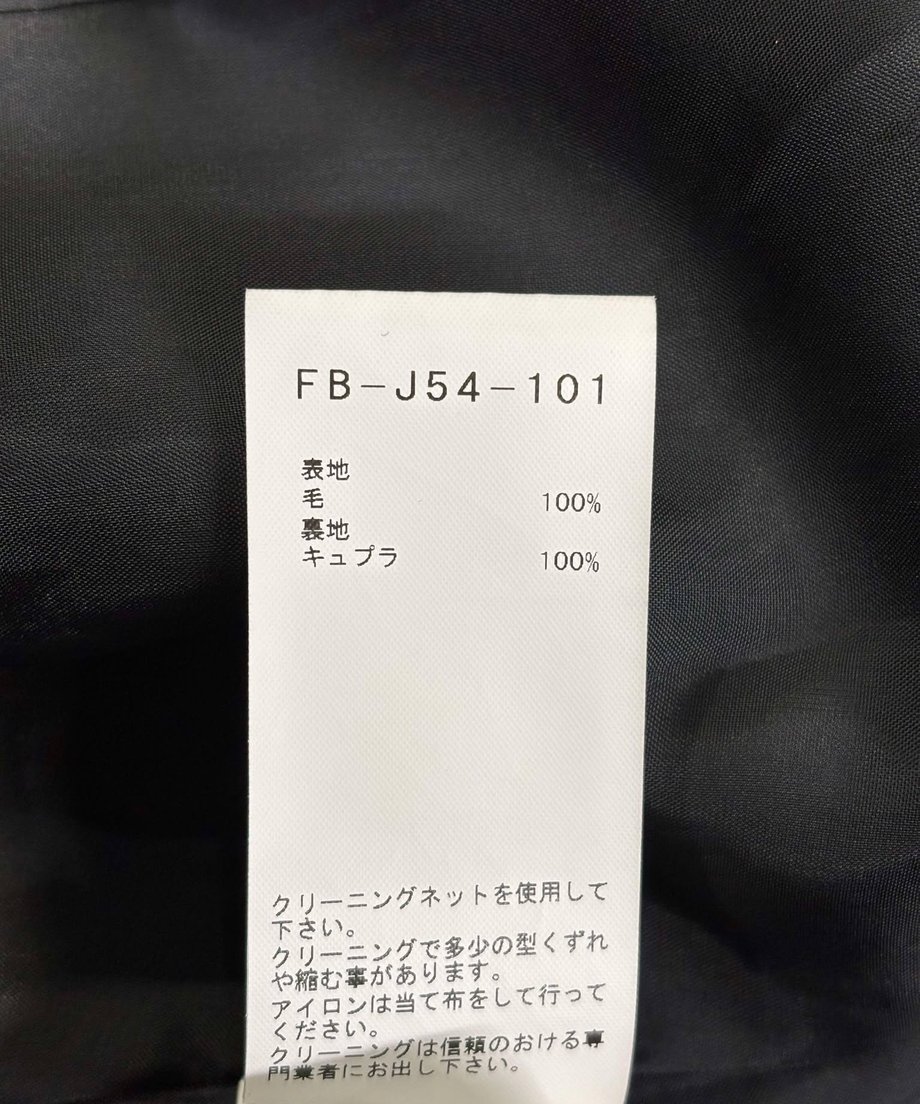 FB-J54-101
表地
毛 100%
裏地
キュプラ 100%
クリーニングネットを使用して
下さい。
クリーニングで多少の型くずれ
や縮む事があります。
アイロンは当て布をして行って
ください。
クリーニングは信頼のおける専
門業者にお出し下さい。